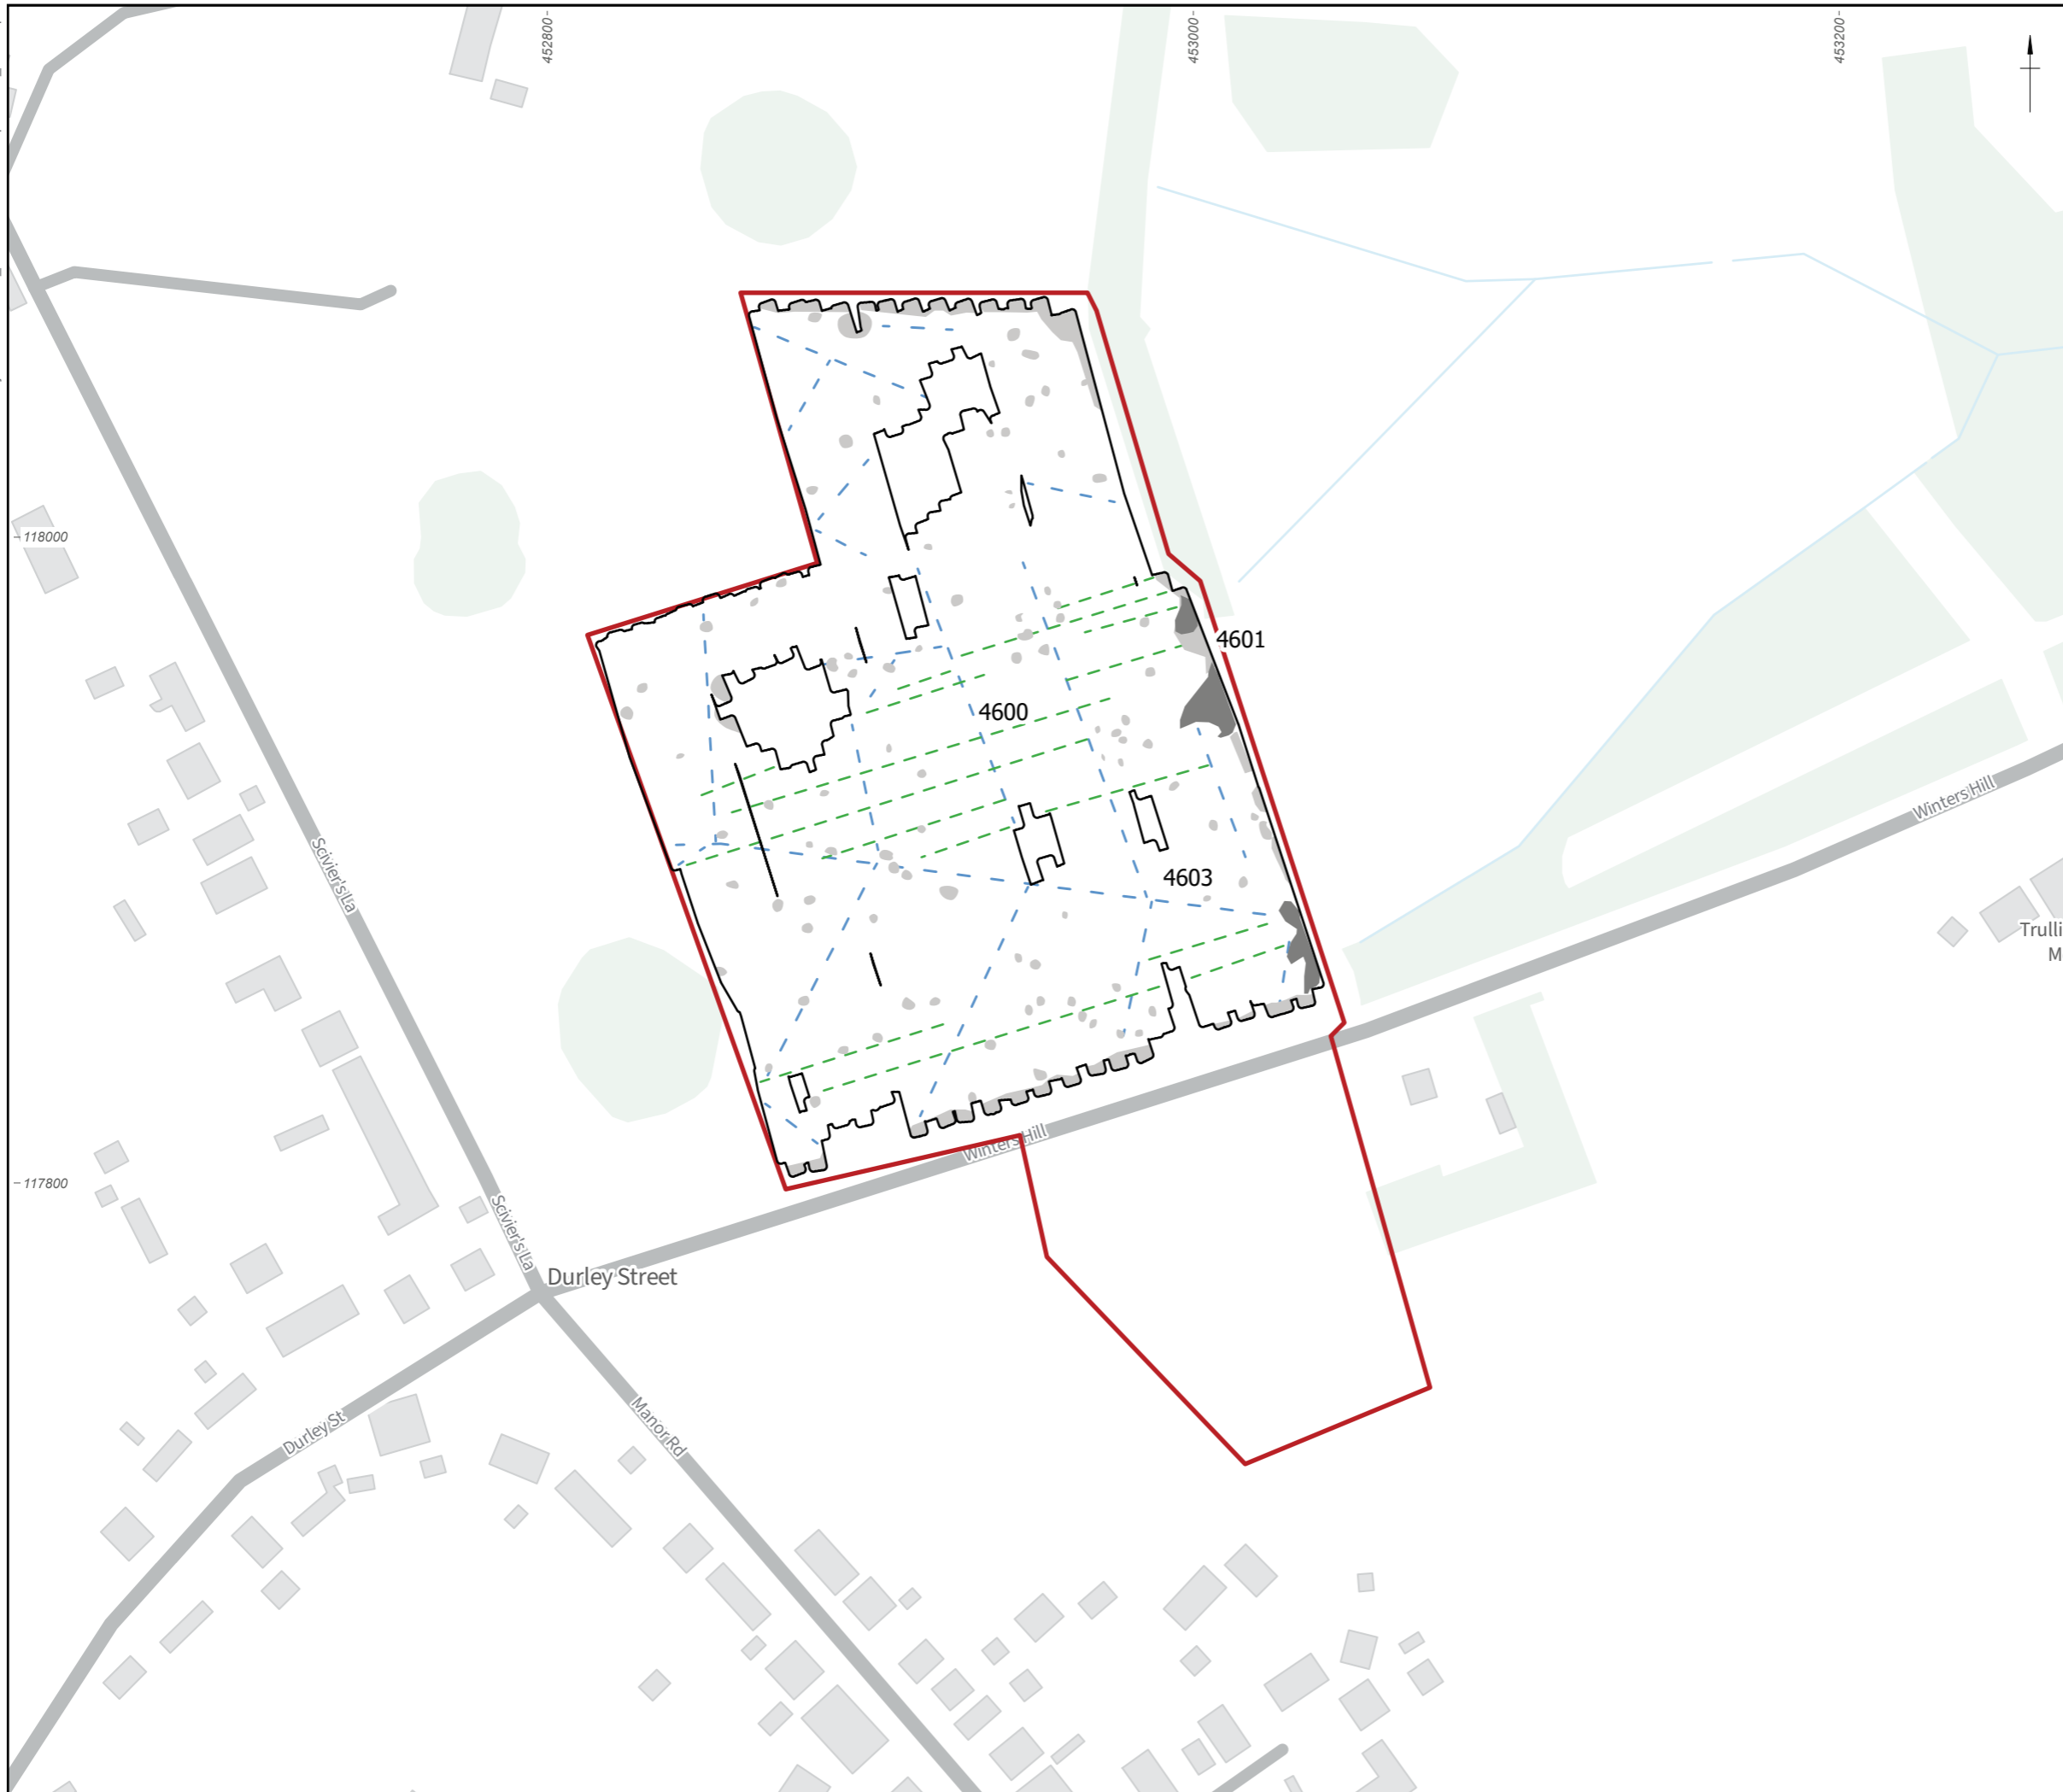 452800
453000
453200
118000
4601
4600
Winters Hill
Scivier's La
4603
Trulli
M
Winters Hill
117800
Scivier's La
Durley Street
Durley St
Manor Rd